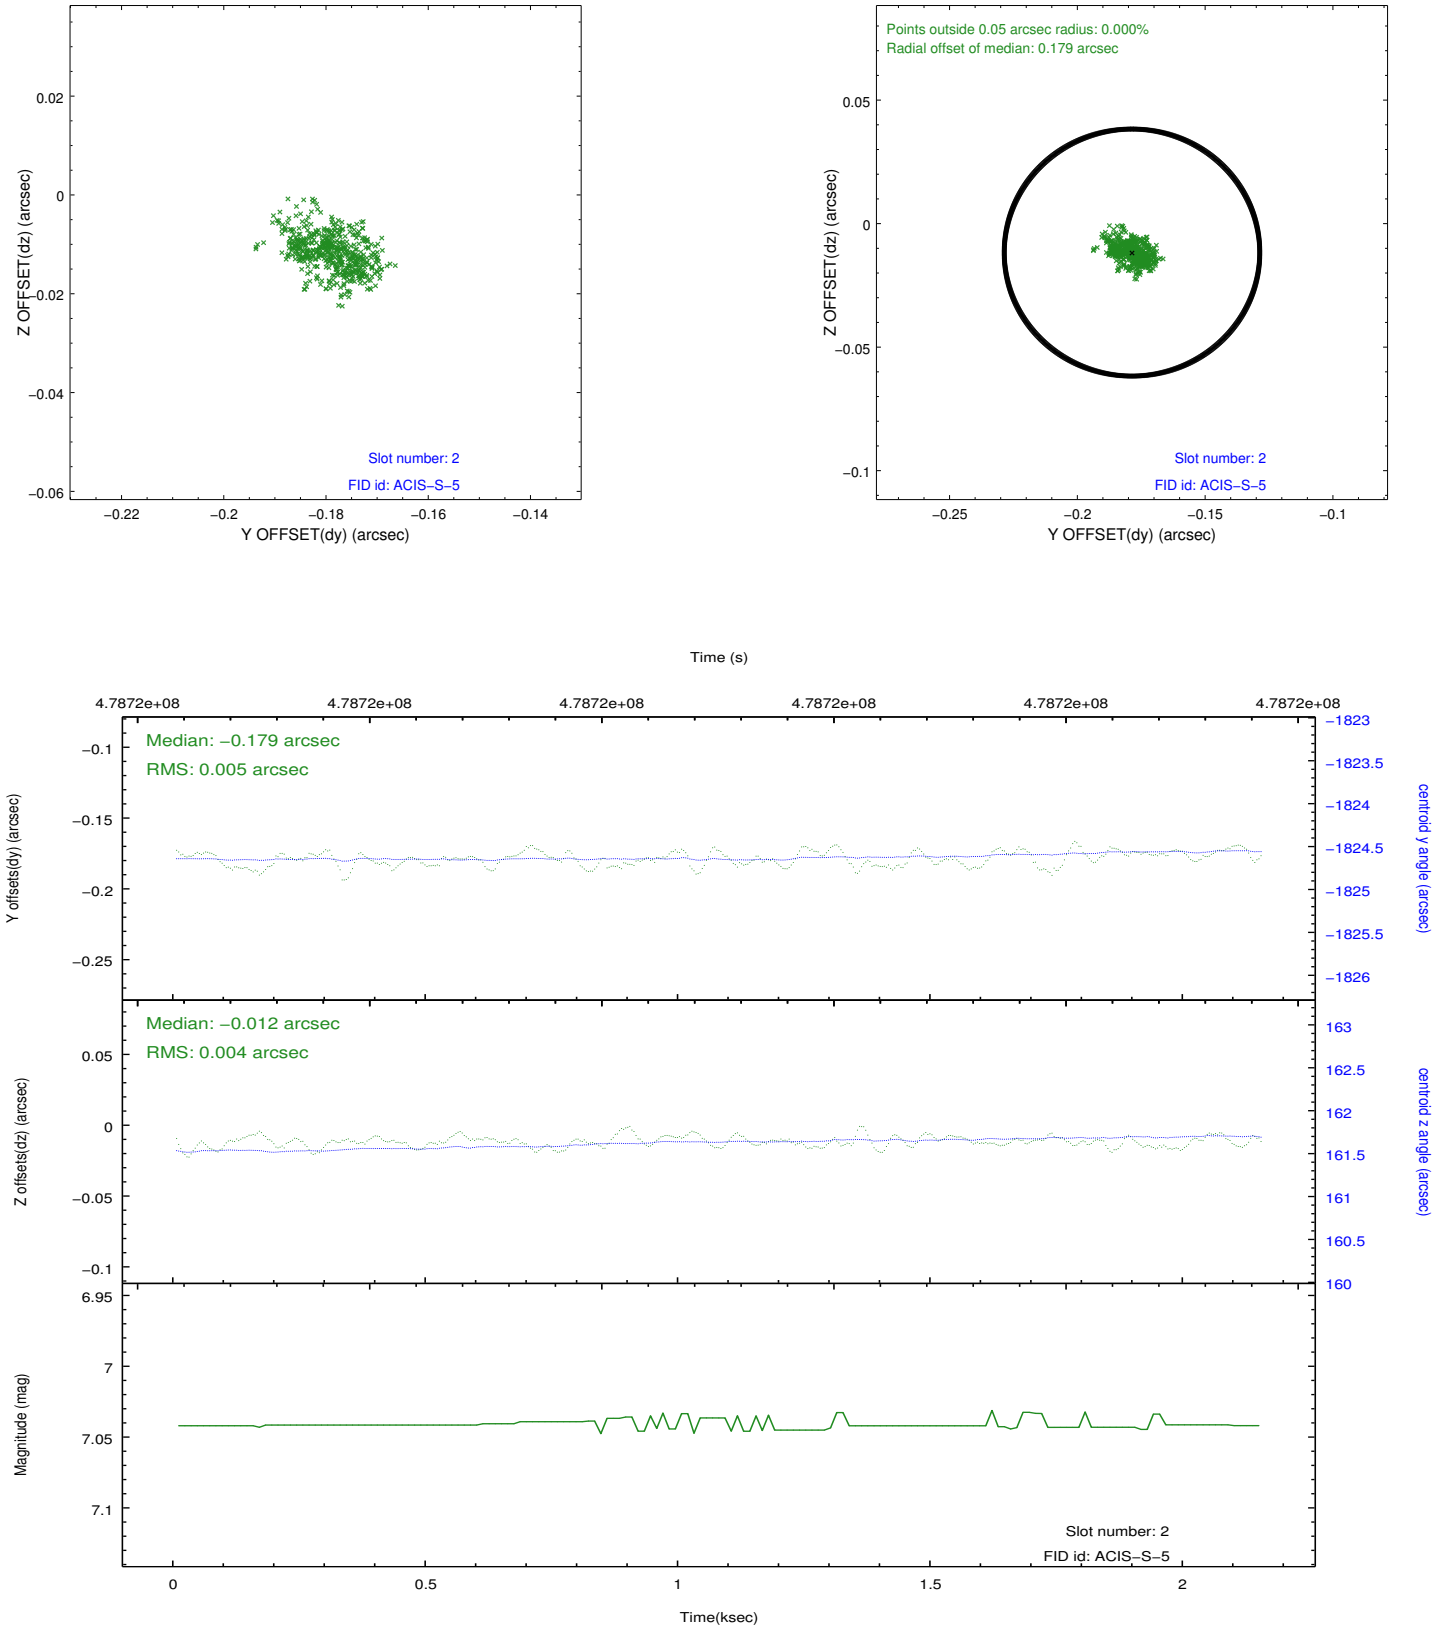 0.02
0
−0.02
−0.04
−0.06
Z OFFSET(dz) (arcsec)
Slot number: 2
FID id: ACIS−S−5
−0.22
−0.2
−0.18
−0.16
−0.14
Y OFFSET(dy) (arcsec)
Points outside 0.05 arcsec radius: 0.000%
Radial offset of median: 0.179 arcsec
0.05
0
−0.05
−0.1
Z OFFSET(dz) (arcsec)
Slot number: 2
FID id: ACIS−S−5
−0.25
−0.2
−0.15
−0.1
Y OFFSET(dy) (arcsec)
Time (s)
4.7872e+08
4.7872e+08
4.7872e+08
4.7872e+08
4.7872e+08
4.7872e+08
Median: −0.179 arcsec
RMS: 0.005 arcsec
−0.1
−0.15
−0.2
−0.25
Y offsets(dy) (arcsec)
−1823
−1823.5
−1824
−1824.5
−1825
−1825.5
−1826
centroid y angle (arcsec)
Median: −0.012 arcsec
RMS: 0.004 arcsec
0.05
0
−0.05
−0.1
Z offsets(dz) (arcsec)
163
162.5
162
161.5
161
160.5
160
centroid z angle (arcsec)
6.95
7
7.05
7.1
Magnitude (mag)
Slot number: 2
FID id: ACIS−S−5
0
0.5
1
1.5
2
Time(ksec)